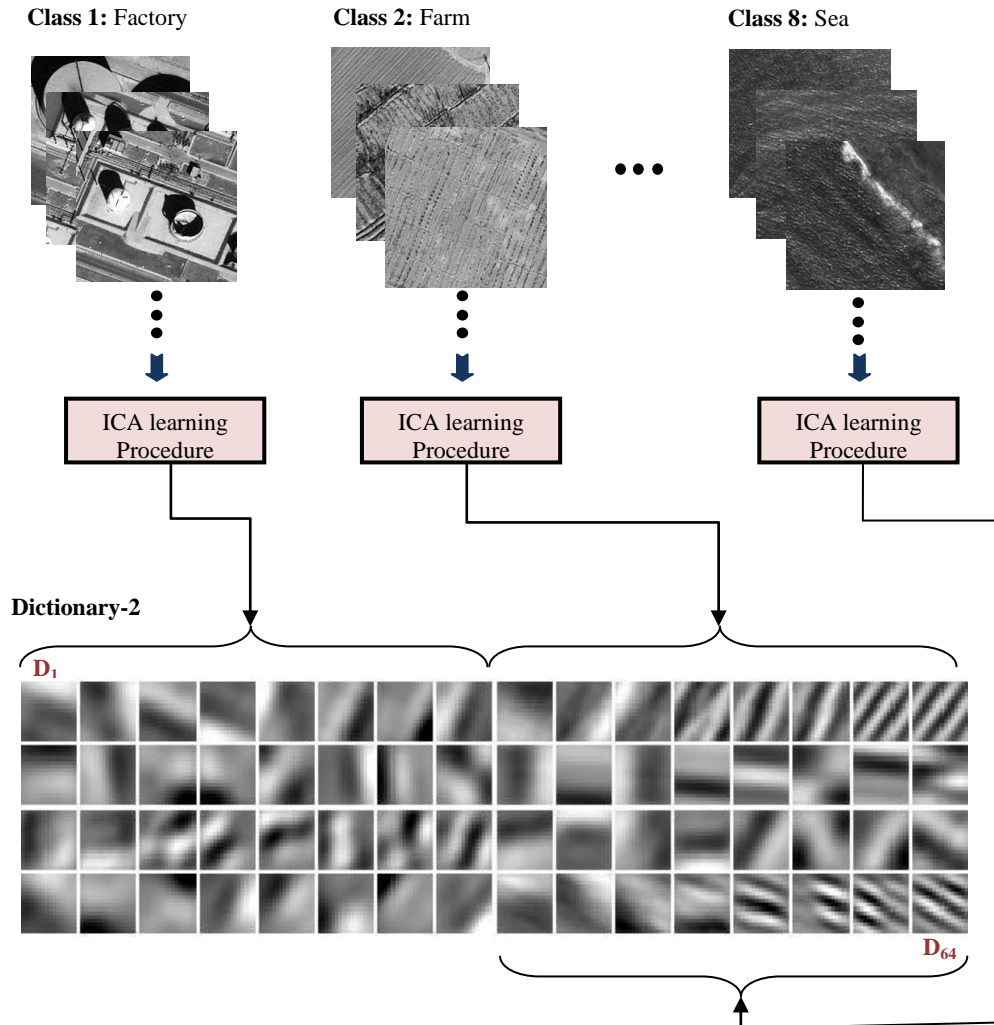 Class 1: Factory
Class 2: Farm
Class 8: Sea
ICA learning
Procedure
ICA learning
Procedure
ICA learning
Procedure
Dictionary-2
D1
D64